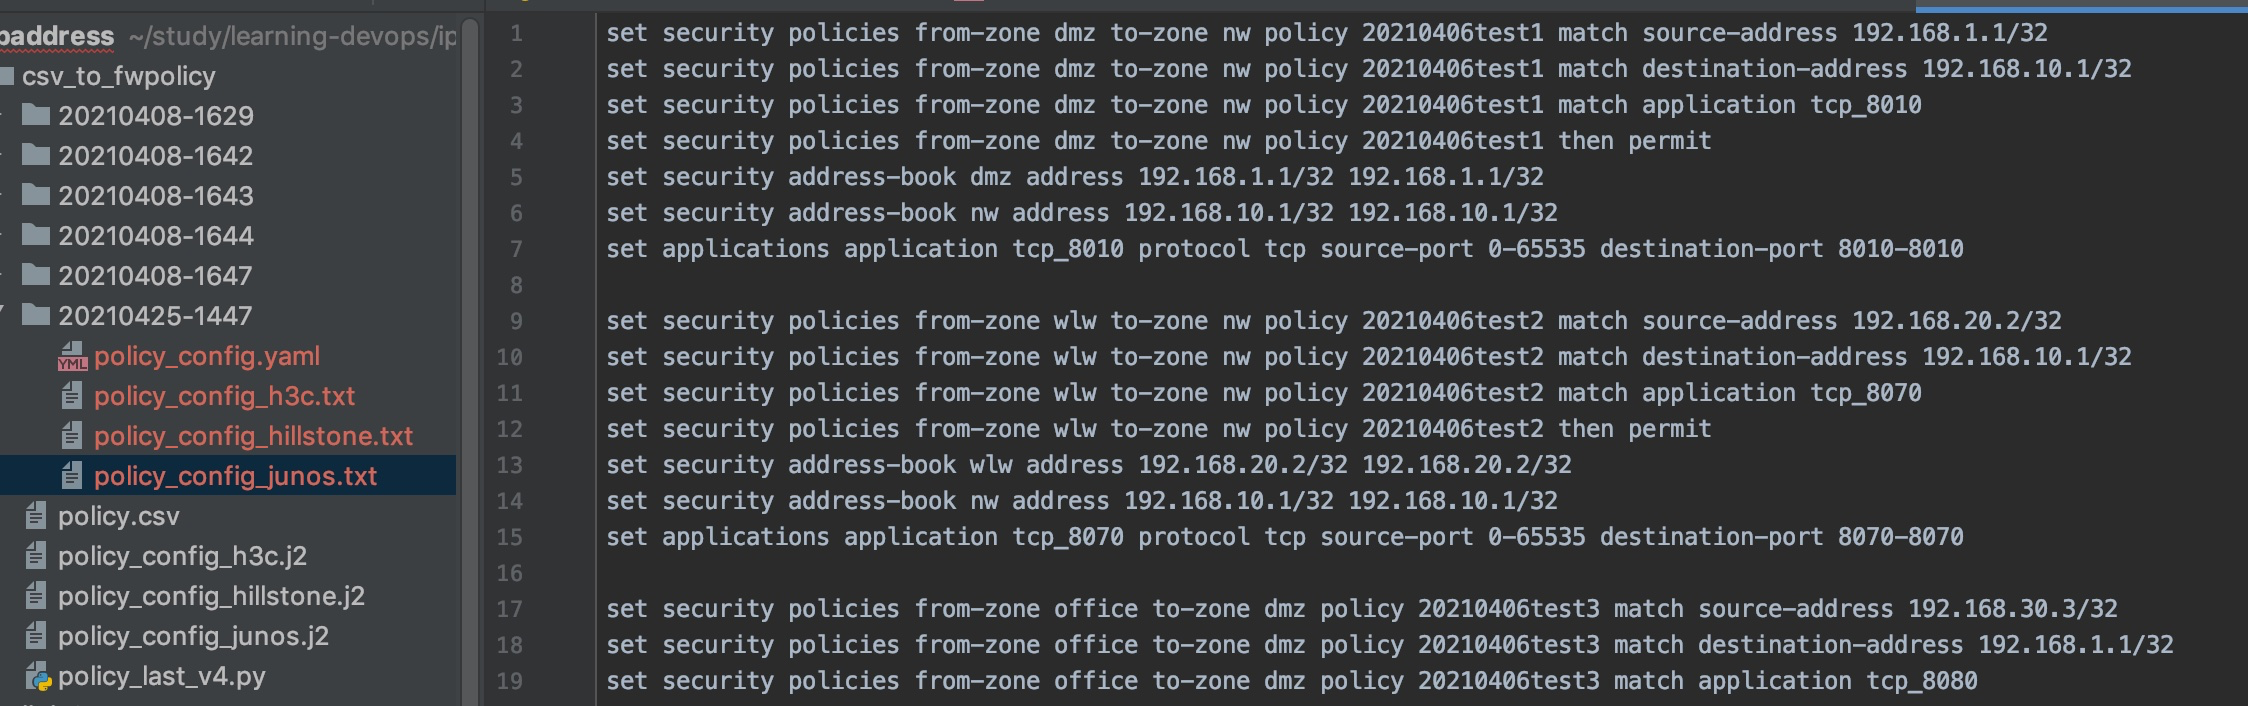 paddress ~/study/learning-devops/ip
csv_to_fwpolicy
20210408-1629
20210408-1642
20210408-1643
20210408-1644
20210408-1647
20210425-1447
YML policy_config.yaml
policy_config_h3c.txt
policy_config_hillstone.txt
policy_config_junos.txt
policy.csv
policy_config_h3c.j2
policy_config_hillstone.j2
policy_config_junos.j2
policy_last_v4.py
1 set security policies from-zone dmz to-zone nw policy 20210406test1 match source-address 192.168.1.1/32
2 set security policies from-zone dmz to-zone nw policy 20210406test1 match destination-address 192.168.10.1/32
3 set security policies from-zone dmz to-zone nw policy 20210406test1 match application tcp_8010
4 set security policies from-zone dmz to-zone nw policy 20210406test1 then permit
5 set security address-book dmz address 192.168.1.1/32 192.168.1.1/32
6 set security address-book nw address 192.168.10.1/32 192.168.10.1/32
7 set applications application tcp_8010 protocol tcp source-port 0-65535 destination-port 8010-8010
8
9 set security policies from-zone wlw to-zone nw policy 20210406test2 match source-address 192.168.20.2/32
10 set security policies from-zone wlw to-zone nw policy 20210406test2 match destination-address 192.168.10.1/32
11 set security policies from-zone wlw to-zone nw policy 20210406test2 match application tcp_8070
12 set security policies from-zone wlw to-zone nw policy 20210406test2 then permit
13 set security address-book wlw address 192.168.20.2/32 192.168.20.2/32
14 set security address-book nw address 192.168.10.1/32 192.168.10.1/32
15 set applications application tcp_8070 protocol tcp source-port 0-65535 destination-port 8070-8070
16
17 set security policies from-zone office to-zone dmz policy 20210406test3 match source-address 192.168.30.3/32
18 set security policies from-zone office to-zone dmz policy 20210406test3 match destination-address 192.168.1.1/32
19 set security policies from-zone office to-zone dmz policy 20210406test3 match application tcp_8080